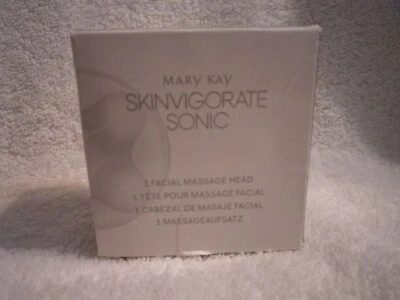 MARY KAY
SKINVIGORATE
SONIC
1 FACIAL MASSAGE HEAD
1 TÊTE POUR MASSAGE FACIAL
1 CABEZAL DE MASAJE FACIAL
1 MASSAGEAUFSATZ